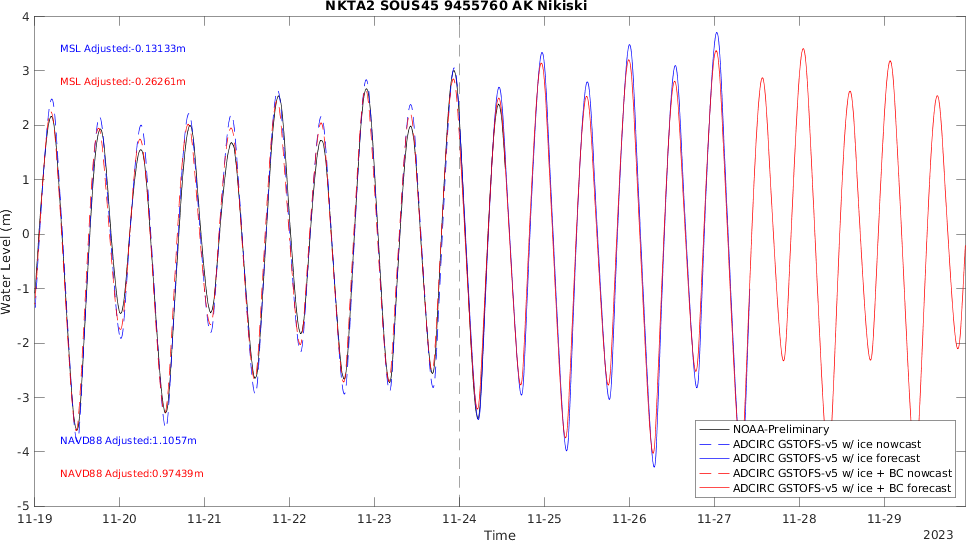 NKTA2 SOUS45 9455760 AK Nikiski
4
3
2
1
0
-1
-2
-3
-4
-5
Water Level (m)
MSL Adjusted:-0.13133m
MSL Adjusted:-0.26261m
NAVD88 Adjusted:1.1057m
NAVD88 Adjusted:0.97439m
NOAA-Preliminary
ADCIRC GSTOFS-v5 w/ ice nowcast
ADCIRC GSTOFS-v5 w/ ice forecast
ADCIRC GSTOFS-v5 w/ ice + BC nowcast
ADCIRC GSTOFS-v5 w/ ice + BC forecast
11-19 11-20 11-21 11-22 11-23 11-24 11-25 11-26 11-27 11-28 11-29
Time
2023